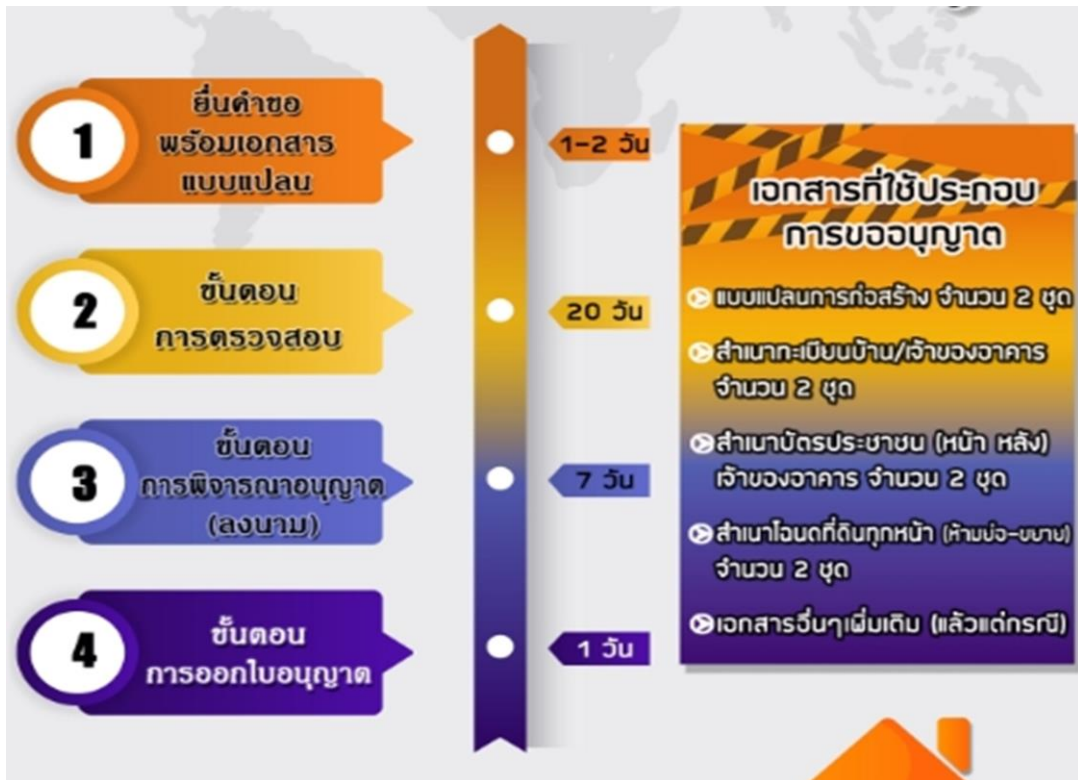 1
ยื่นคำขอ
พร้อมเอกสาร
แบบแปลน
1-2 วัน
2
ขั้นตอน
การตรวจสอบ
20 วัน
3
ขั้นตอน
การพิจารณาอนุญาต
(ลงนาม)
7 วัน
4
ขั้นตอน
การออกใบอนุญาต
1 วัน
เอกสารที่ใช้ประกอบ
การขออนุญาต
แบบแปลนการก่อสร้าง จำนวน 2 ชุด
สำเนาทะเบียนบ้าน/เจ้าของอาคาร
จำนวน 2 ชุด
สำเนาบัตรประชาชน (หน้า หลัง)
เจ้าของอาคาร จำนวน 2 ชุด
สำเนาโฉนดที่ดินทุกหน้า (ห้ามย่อ-ขยาย)
จำนวน 2 ชุด
เอกสารอื่นๆเพิ่มเติม (แล้วแต่กรณี)